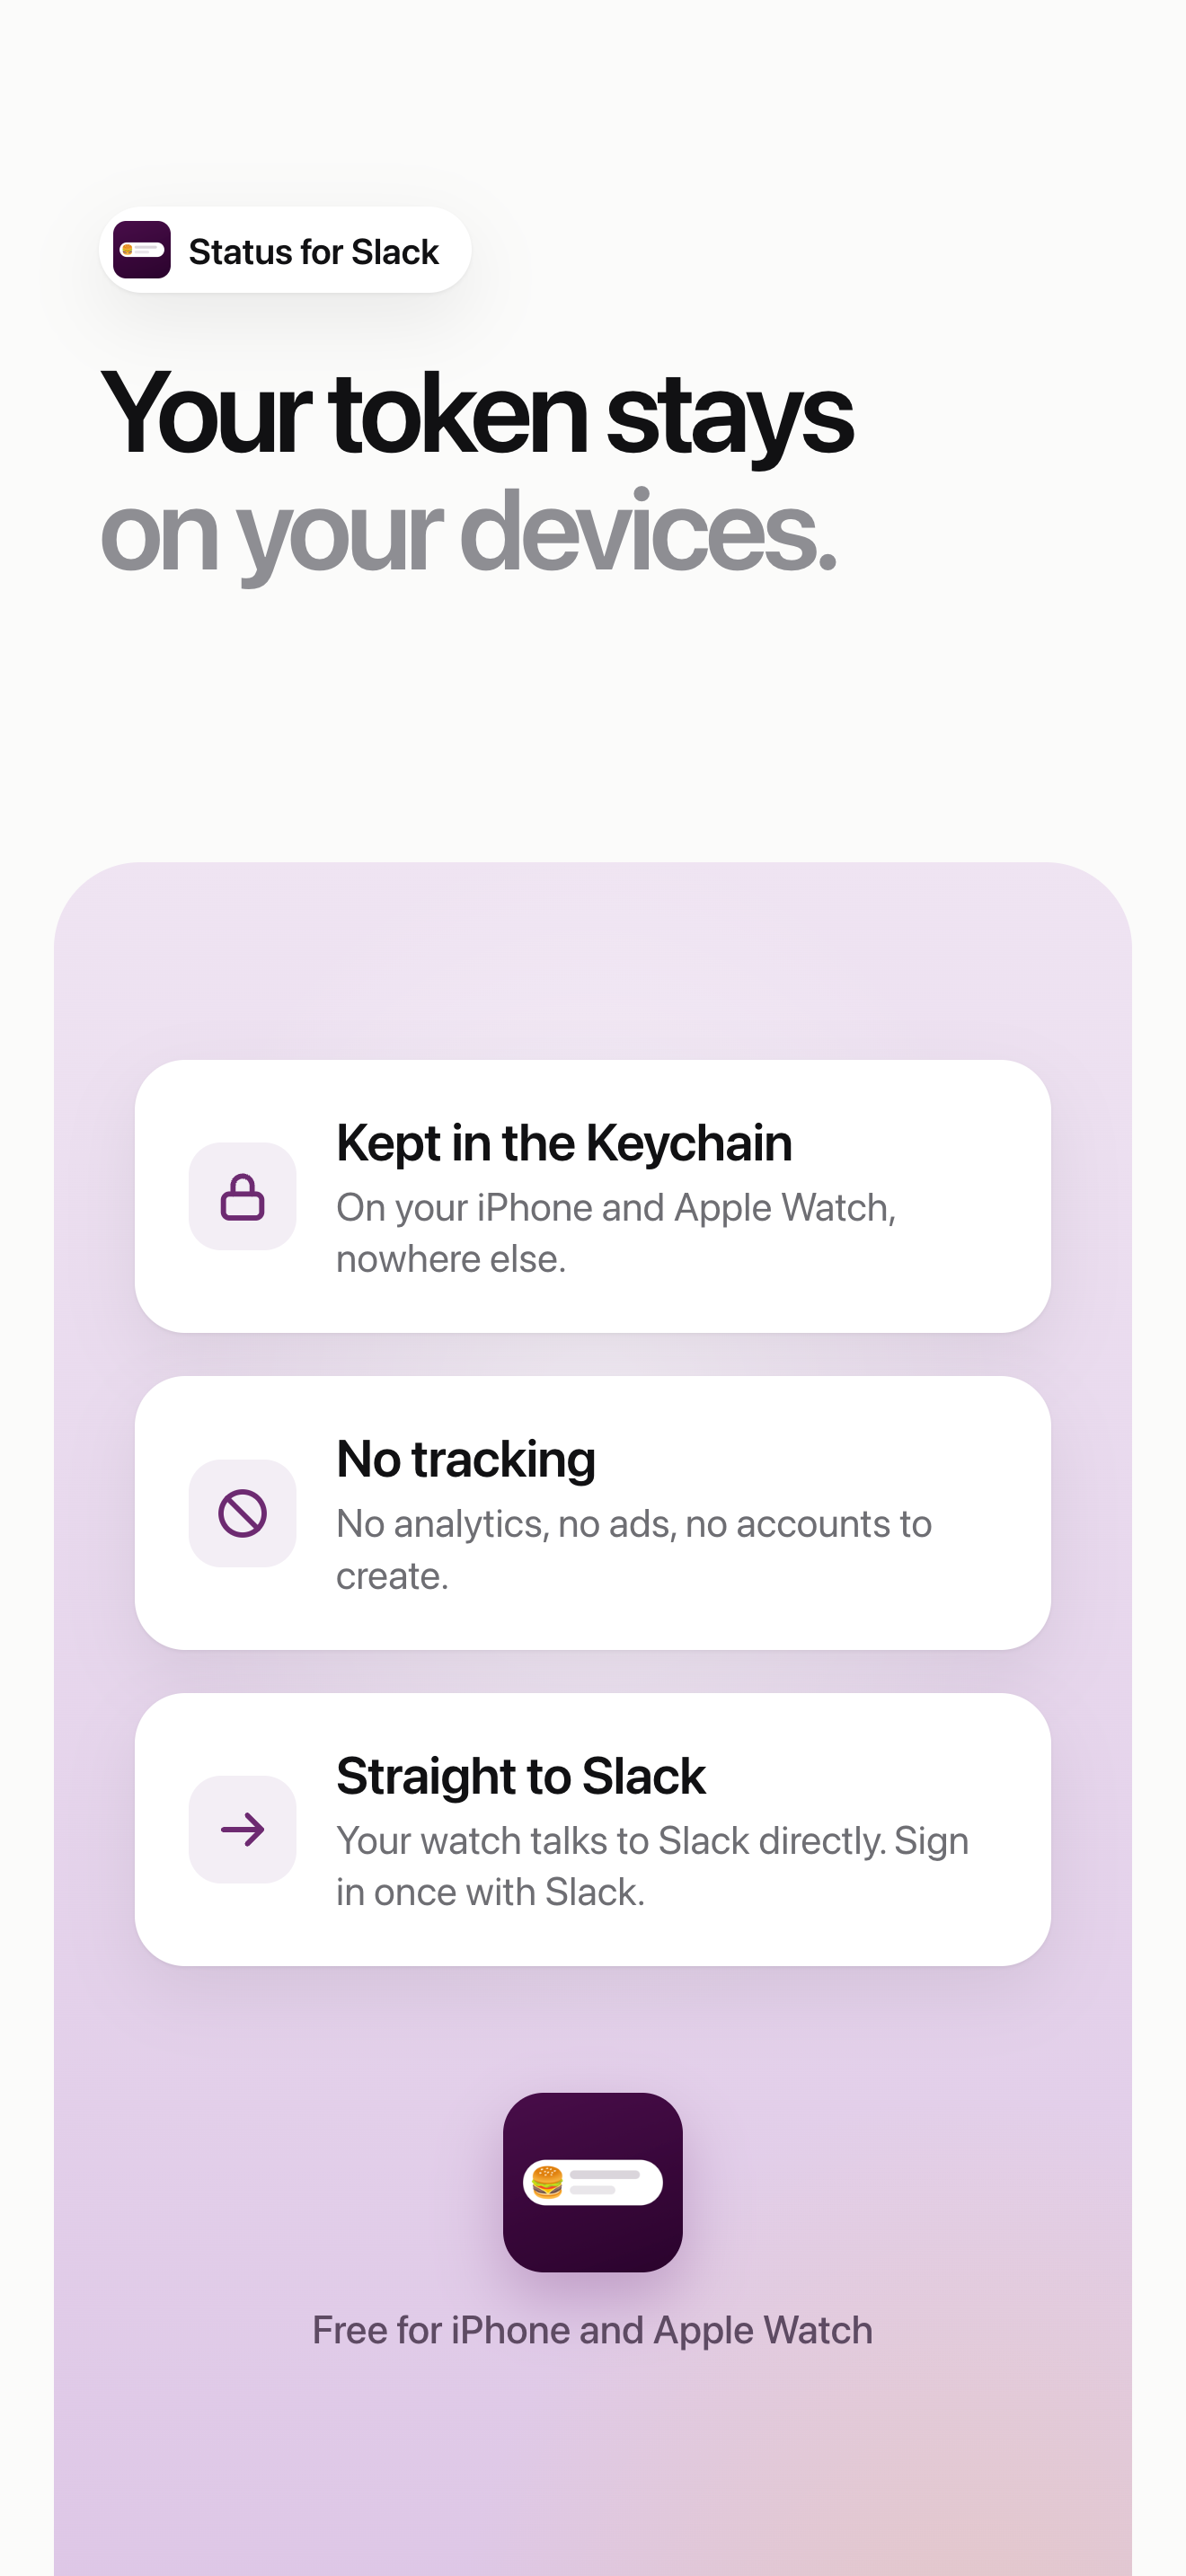 Status for Slack
Your token stays
on your devices.
Kept in the Keychain
On your iPhone and Apple Watch,
nowhere else.
No tracking
No analytics, no ads, no accounts to
create.
Straight to Slack
Your watch talks to Slack directly. Sign
in once with Slack.
Free for iPhone and Apple Watch